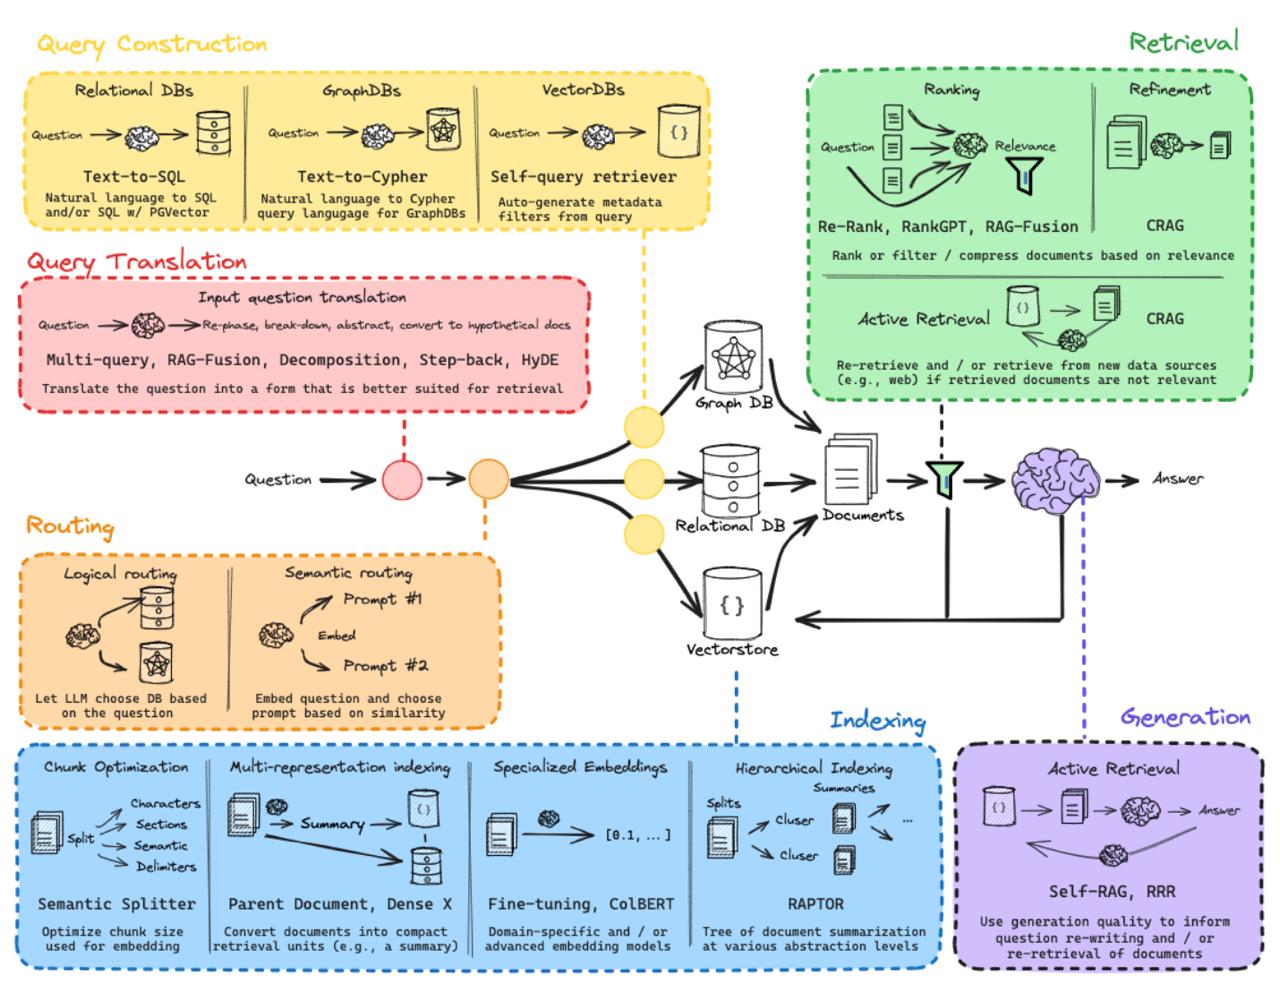 Query Construction
Relational DBs
Question
Text-to-SQL
Natural language to SQL
and/or SQL w/ PGVector
GraphDBs
Question
Text-to-Cypher
Natural language to Cypher
query langugage for GraphDBs
VectorDBs
Question
{ }
Self-query retriever
Auto-generate metadata
filters from query
Retrieval
Ranking
Question
Relevance
Re-Rank, RankGPT, RAG-Fusion
Refinement
CRAG
Rank or filter / compress documents based on relevance
Active Retrieval
{ }
CRAG
Re-retrieve and / or retrieve from new data sources
(e.g., web) if retrieved documents are not relevant
Query Translation
Input question translation
Question
Re-phase, break-down, abstract, convert to hypothetical docs
Multi-query, RAG-Fusion, Decomposition, Step-back, HyDE
Translate the question into a form that is better suited for retrieval
Question
Graph DB
Relational DB
{ }
Vectorstore
Documents
Answer
Routing
Logical routing
Let LLM choose DB based
on the question
Semantic routing
Prompt #1
Embed
Prompt #2
Embed question and choose
prompt based on similarity
Indexing
Chunk Optimization
Split
Characters
Sections
Semantic
Delimiters
Semantic Splitter
Optimize chunk size
used for embedding
Multi-representation indexing
Summary
{ }
Parent Document, Dense X
Convert documents into compact
retrieval units (e.g., a summary)
Specialized Embeddings
[0.1, ...]
Fine-tuning, ColBERT
Domain-specific and / or
advanced embedding models
Hierarchical Indexing
Splits
Summaries
Cluser
Cluser
...
RAPTOR
Tree of document summarization
at various abstraction levels
Generation
Active Retrieval
{ }
Answer
Self-RAG, RRR
Use generation quality to inform
question re-writing and / or
re-retrieval of documents